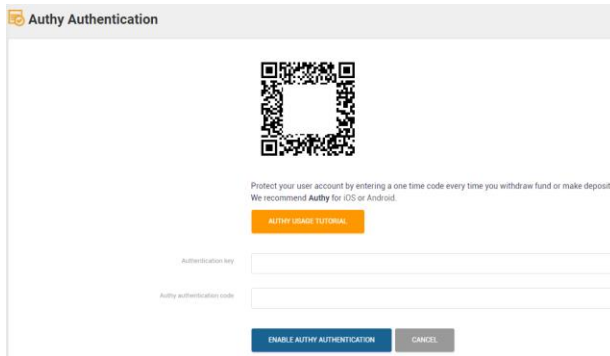 Authy Authentication
Protect your user account by entering a one time code every time you withdraw fund or make deposit
We recommend Authy for iOS or Android.
AUTHY USAGE TUTORIAL
Authentication key
Authy authentication code
ENABLE AUTHY AUTHENTICATION CANCEL